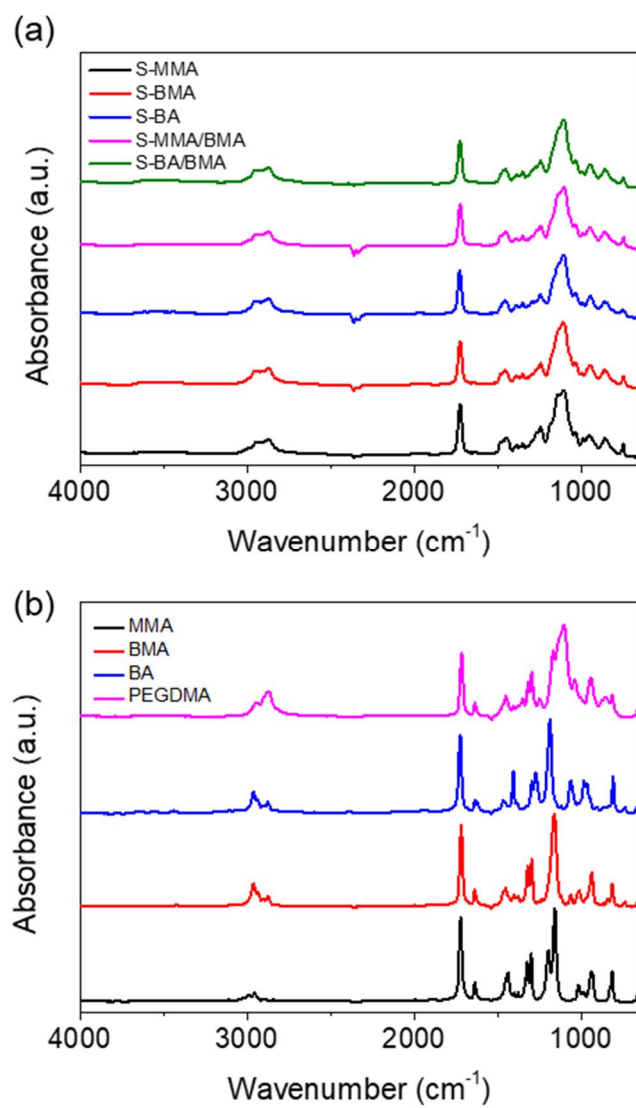 (a)
S-MMA
S-BMA
S-BA
S-MMA/BMA
S-BA/BMA
Absorbance (a.u.)
4000 3000 2000 1000
Wavenumber (cm⁻¹)
(b)
MMA
BMA
BA
PEGDMA
Absorbance (a.u.)
4000 3000 2000 1000
Wavenumber (cm⁻¹)